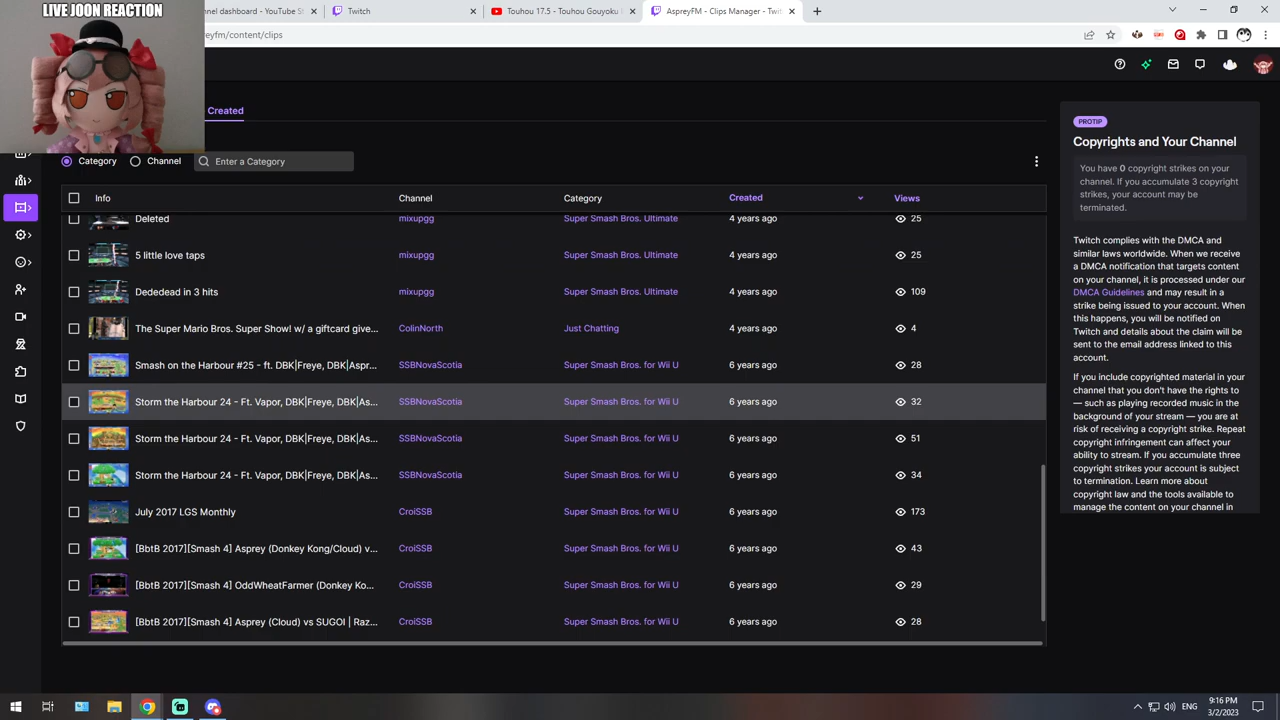 LIVE JOON REACTION
nnel dashboard - YouTube St
Twitch
Touhou 17.5 - Touhou Gouyoku I
AspreyFM - Clips Manager - Twit
reyfm/content/clips
Created
Category
Channel
Enter a Category
Info Channel Category Created Views
Deleted mixupgg Super Smash Bros. Ultimate 4 years ago 25
5 little love taps mixupgg Super Smash Bros. Ultimate 4 years ago 25
Dededead in 3 hits mixupgg Super Smash Bros. Ultimate 4 years ago 109
The Super Mario Bros. Super Show! w/ a giftcard give... ColinNorth Just Chatting 4 years ago 4
Smash on the Harbour #25 - ft. DBK|Freye, DBK|Aspr... SSBNovaScotia Super Smash Bros. for Wii U 6 years ago 28
Storm the Harbour 24 - Ft. Vapor, DBK|Freye, DBK|As... SSBNovaScotia Super Smash Bros. for Wii U 6 years ago 32
Storm the Harbour 24 - Ft. Vapor, DBK|Freye, DBK|As... SSBNovaScotia Super Smash Bros. for Wii U 6 years ago 51
Storm the Harbour 24 - Ft. Vapor, DBK|Freye, DBK|As... SSBNovaScotia Super Smash Bros. for Wii U 6 years ago 34
July 2017 LGS Monthly CroiSSB Super Smash Bros. for Wii U 6 years ago 173
[BbtB 2017][Smash 4] Asprey (Donkey Kong/Cloud) v... CroiSSB Super Smash Bros. for Wii U 6 years ago 43
[BbtB 2017][Smash 4] OddWheatFarmer (Donkey Ko... CroiSSB Super Smash Bros. for Wii U 6 years ago 29
[BbtB 2017][Smash 4] Asprey (Cloud) vs SUGOI | Raz... CroiSSB Super Smash Bros. for Wii U 6 years ago 28
PROTIP
Copyrights and Your Channel
You have 0 copyright strikes on
your channel. If you accumulate 3 copyright
strikes, your account may be
terminated.
Twitch complies with the DMCA and
similar laws worldwide. When we receive
a DMCA notification that targets content
on your channel, it is processed under our
DMCA Guidelines and may result in a
strike being issued to your account. When
this happens, you will be notified on
Twitch and details about the claim will be
sent to the email address linked to this
account.
If you include copyrighted material in your
channel that you don't have the rights to
— such as playing recorded music in the
background of your stream — you are at
risk of receiving a copyright strike. Repeat
copyright infringement can affect your
ability to stream. If you accumulate three
copyright strikes your account is subject
to termination. Learn more about
copyright law and the tools available to
manage the content on your channel in
ENG
9:16 PM
3/2/2023